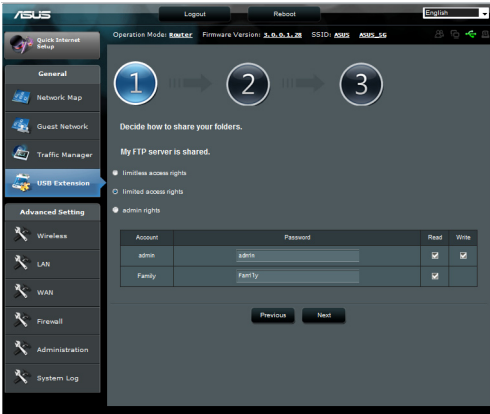 ASUS
Logout
Reboot
English
Quick Internet Setup
Operation Mode: Router Firmware Version: 3.0.0.1.28 SSID: ASUS ASUS_5G
General
Network Map
Guest Network
Traffic Manager
USB Extension
Advanced Setting
Wireless
LAN
WAN
Firewall
Administration
System Log
1
2
3
Decide how to share your folders.
My FTP server is shared.
limitless access rights
limited access rights
admin rights
Account Password Read Write
admin admin
Family Family
Previous Next